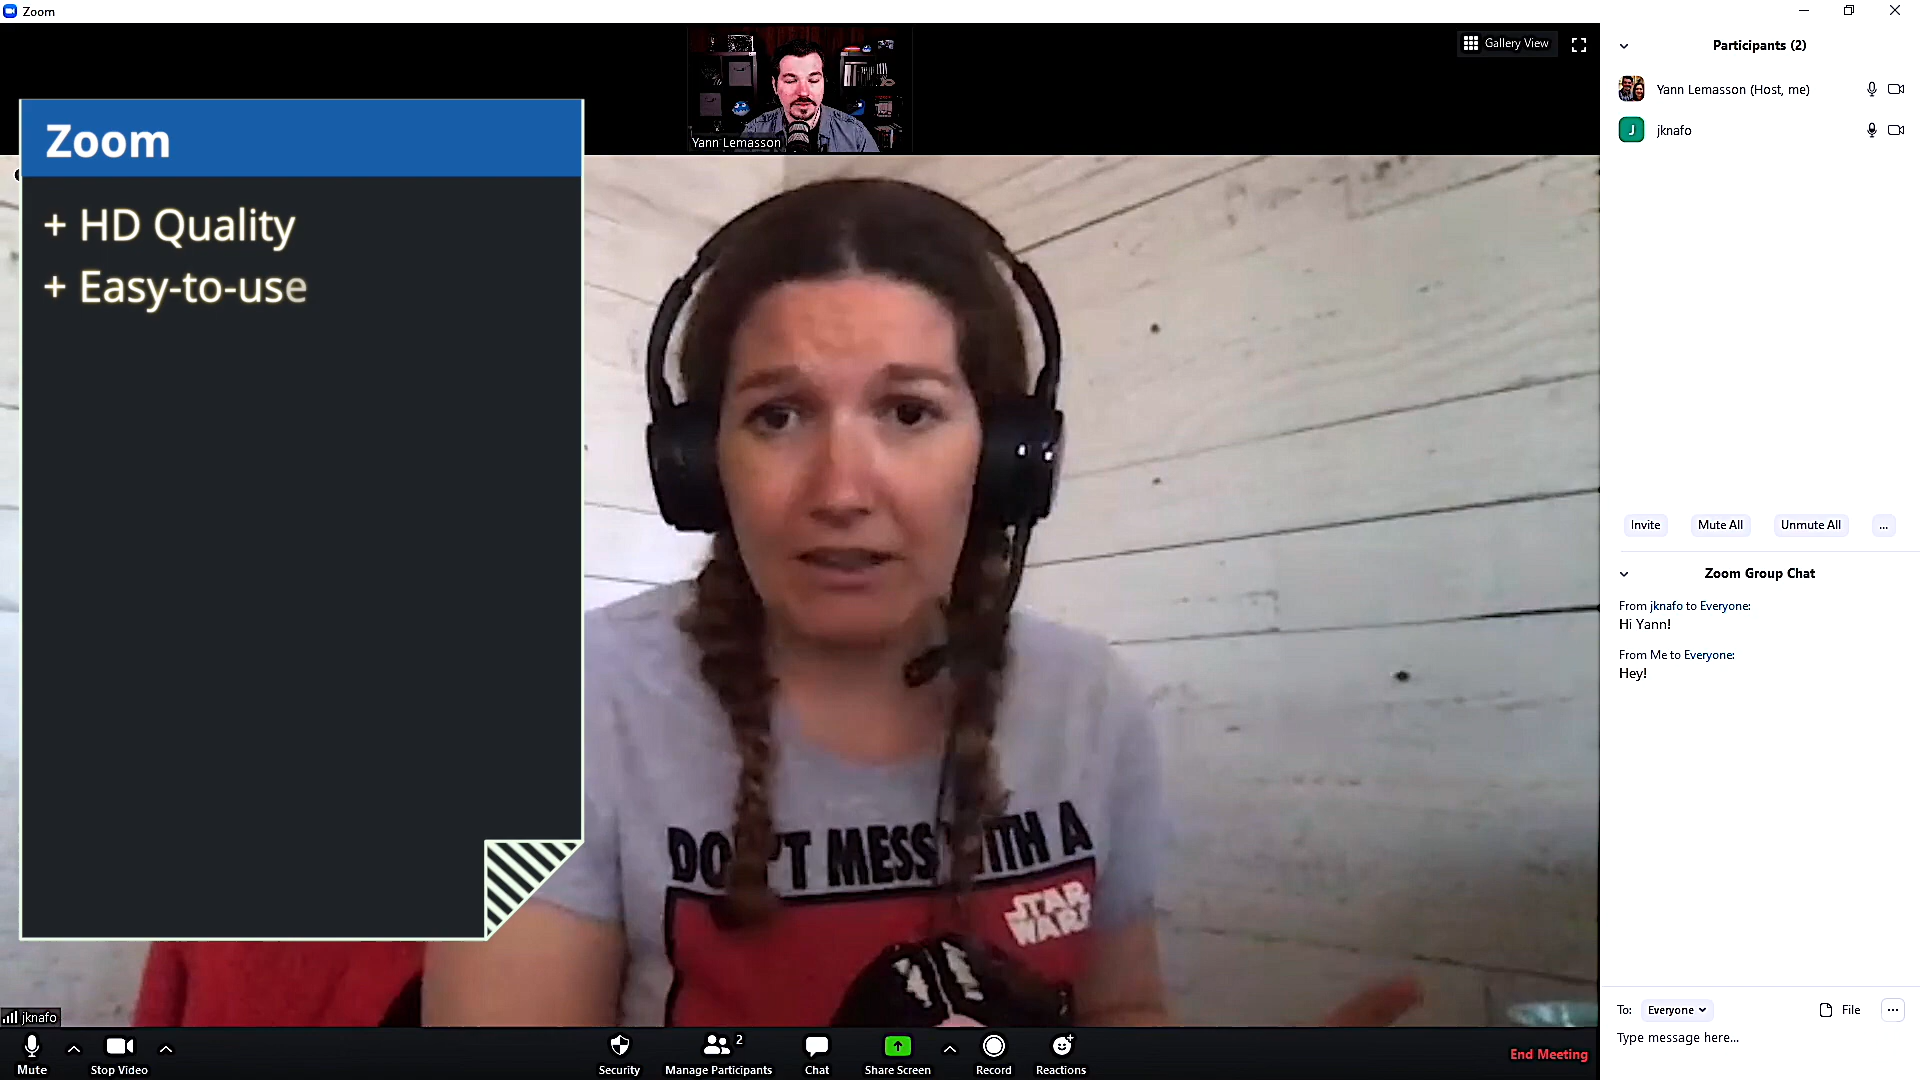 Zoom
Gallery View
Yann Lemasson
Zoom
+ HD Quality
+ Easy-to-use
DON'T MESS WITH A
STAR
WARS
jknafo
Mute
Stop Video
Security
2
Manage Participants
Chat
Share Screen
Record
Reactions
End Meeting
Participants (2)
Yann Lemasson (Host, me)
J
jknafo
Invite
Mute All
Unmute All
...
Zoom Group Chat
From jknafo to Everyone:
Hi Yann!
From Me to Everyone:
Hey!
To:
Everyone
File
...
Type message here...